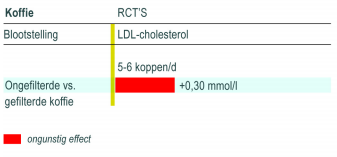 Koffie RCT'S
Blootstelling LDL-cholesterol
5-6 koppen/d
Ongefilterde vs. +0,30 mmol/l
gefilterde koffie
ongunstig effect